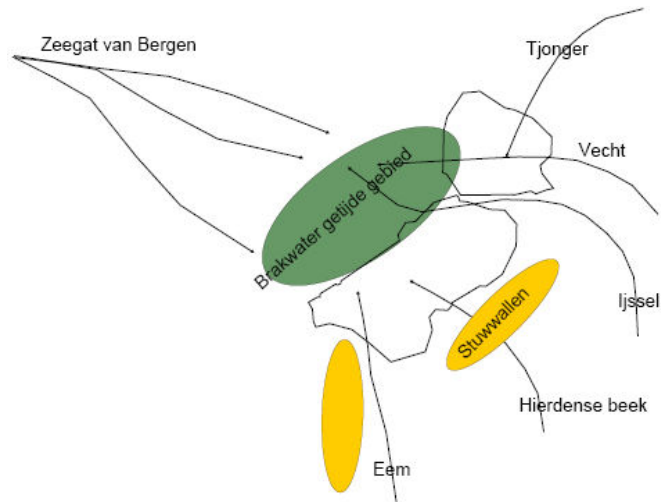 Zeegat van Bergen
Tjonger
Vecht
Brakwater getijde gebied
Ijssel
Stuwwallen
Hierdense beek
Eem